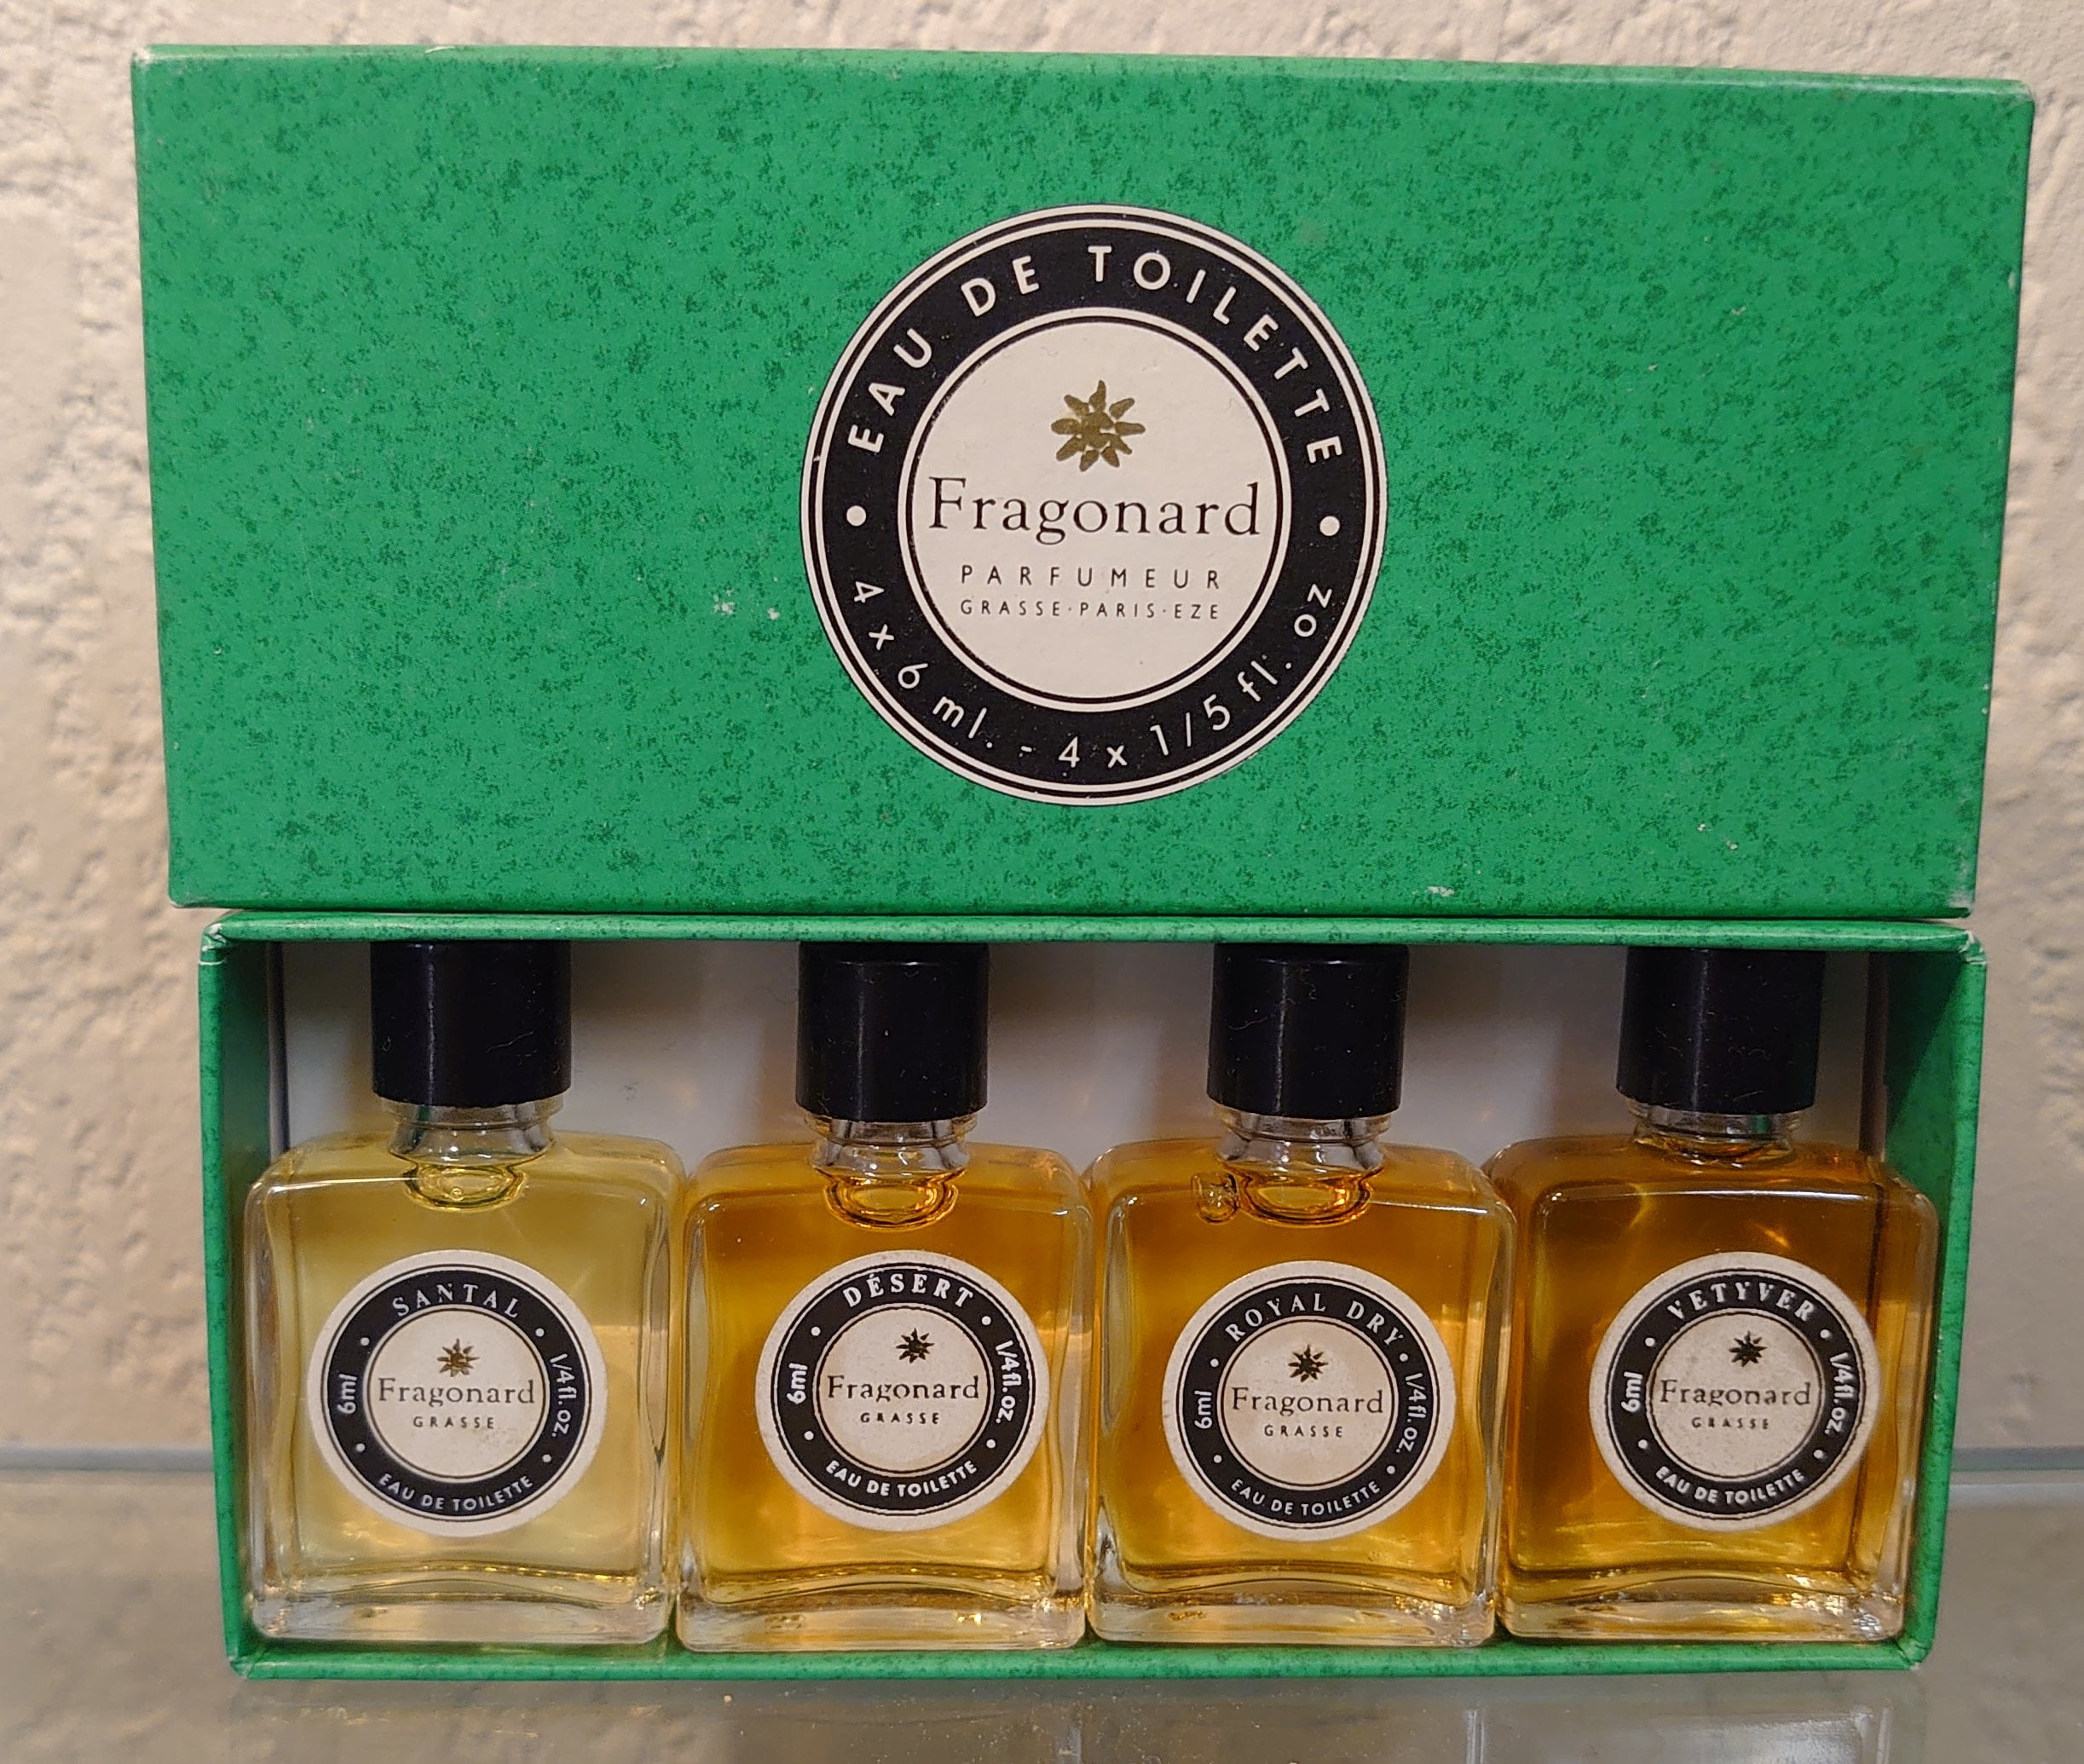 EAU DE TOILETTE
Fragonard
PARFUMEUR
GRASSE·PARIS·EZE
4 x 6 ml. - 4 x 1/5 fl. oz
SANTAL
6ml
1/4fl.oz.
Fragonard
GRASSE
EAU DE TOILETTE
DÉSERT
6ml
1/4fl.oz.
Fragonard
GRASSE
EAU DE TOILETTE
ROYAL DRY
6ml
1/4fl.oz.
Fragonard
GRASSE
EAU DE TOILETTE
VETYVER
6ml
1/4fl.oz.
Fragonard
GRASSE
EAU DE TOILETTE